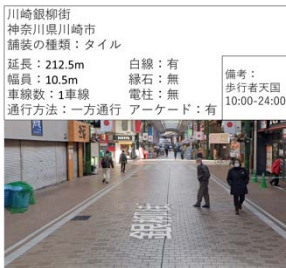 川崎銀柳街
神奈川県川崎市
舗装の種類：タイル
延長：212.5m 白線：有
幅員：10.5m 縁石：無
車線数：1車線 電柱：無
通行方法：一方通行 アーケード：有
備考：
歩行者天国
10:00-24:00
銀柳街